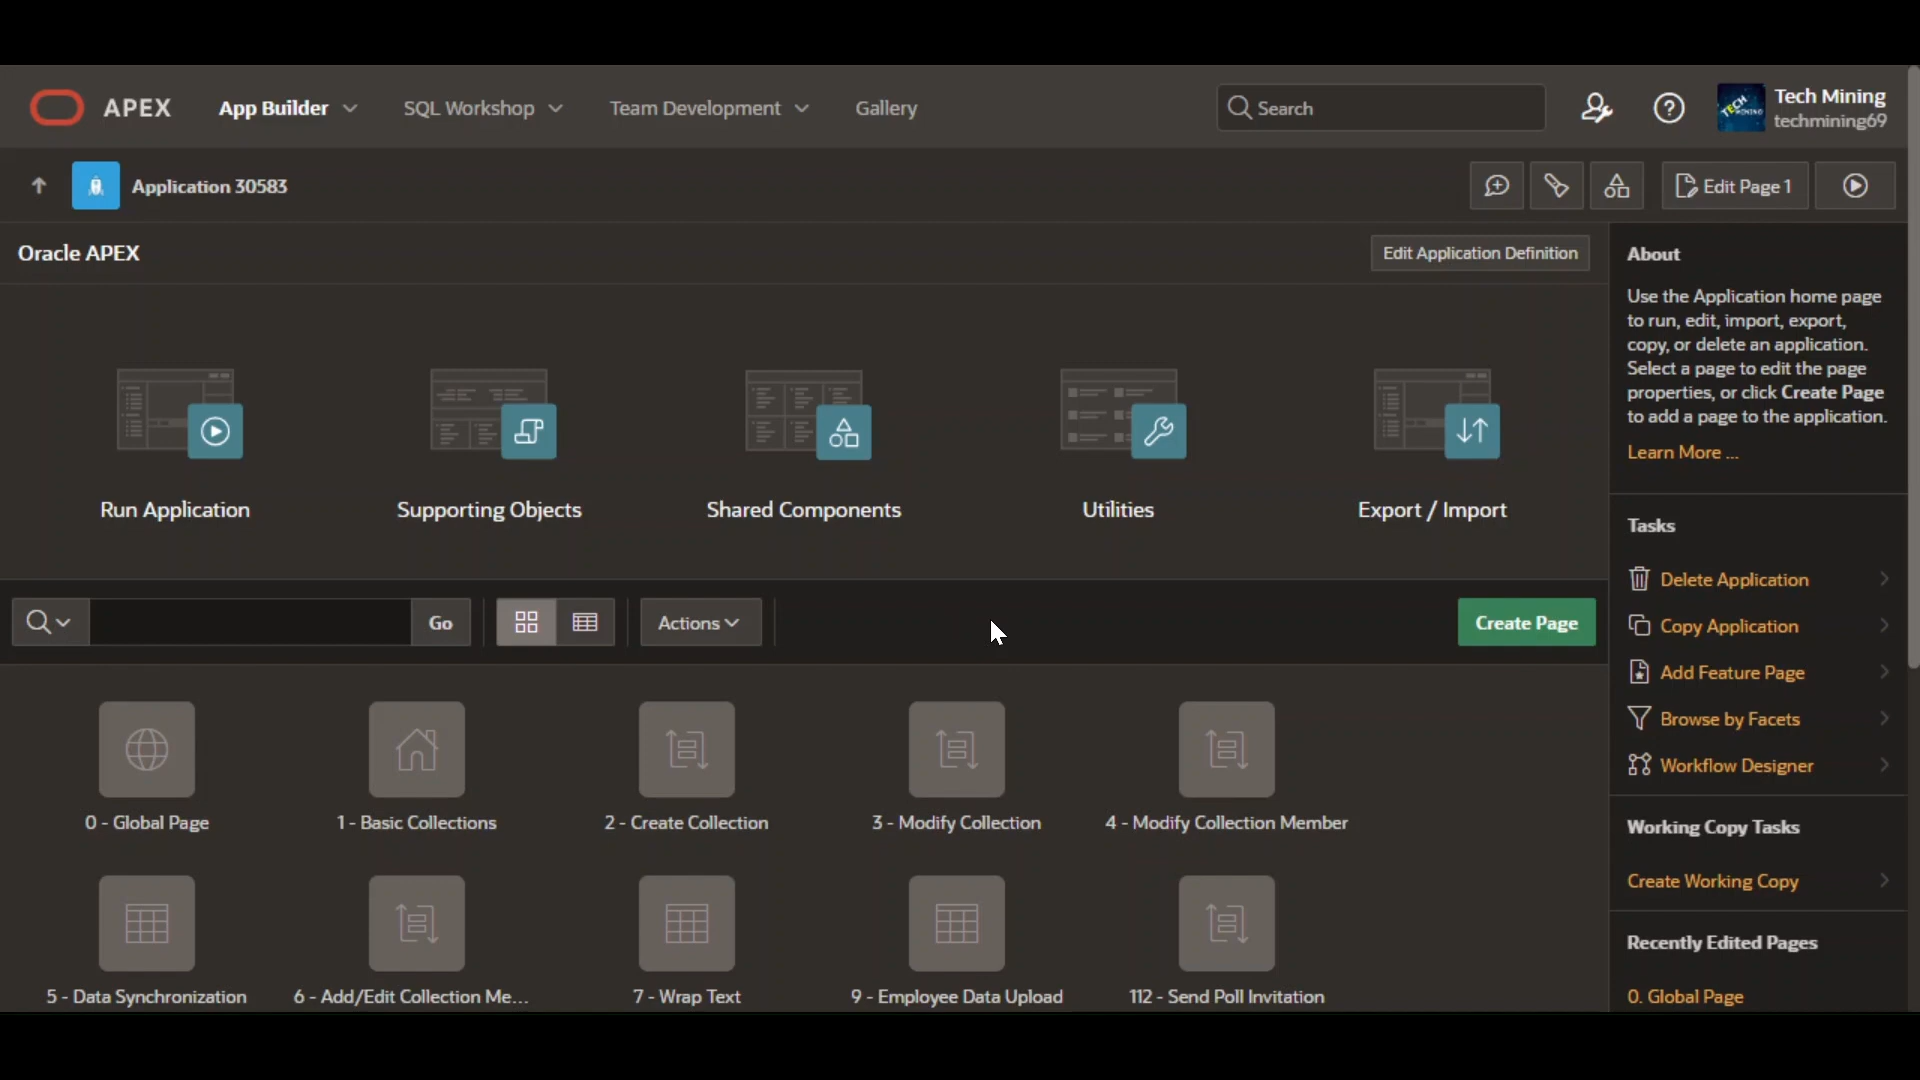 APEX App Builder SQL Workshop Team Development Gallery Search TECH MINING Tech Mining
techmining69
Application 30583 Edit Page 1
Oracle APEX Edit Application Definition
Run Application Supporting Objects Shared Components Utilities Export / Import
Go Actions Create Page
0 - Global Page 1 - Basic Collections 2 - Create Collection 3 - Modify Collection 4 - Modify Collection Member
5 - Data Synchronization 6 - Add/Edit Collection Me... 7 - Wrap Text 9 - Employee Data Upload 112 - Send Poll Invitation
About
Use the Application home page
to run, edit, import, export,
copy, or delete an application.
Select a page to edit the page
properties, or click Create Page
to add a page to the application.
Learn More ...
Tasks
Delete Application
Copy Application
Add Feature Page
Browse by Facets
Workflow Designer
Working Copy Tasks
Create Working Copy
Recently Edited Pages
0. Global Page